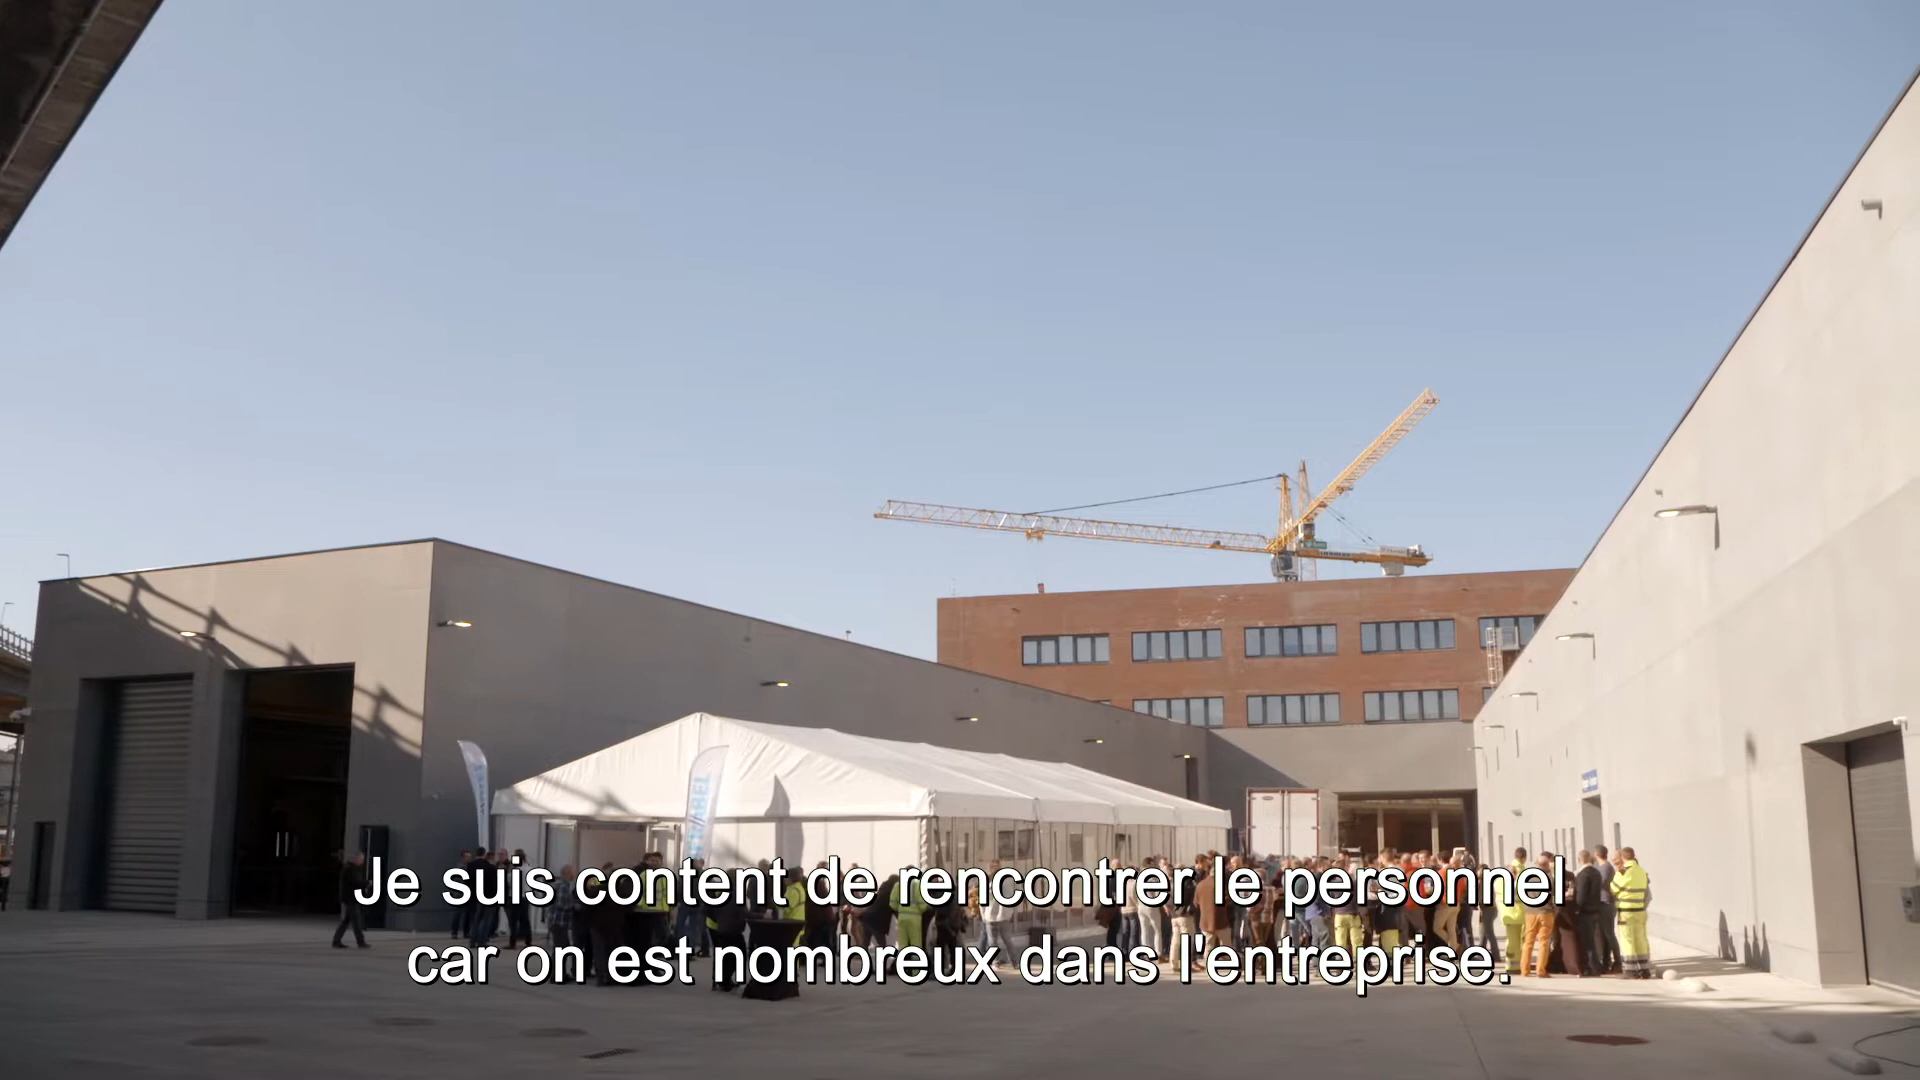 Je suis content de rencontrer le personnel
car on est nombreux dans l'entreprise.